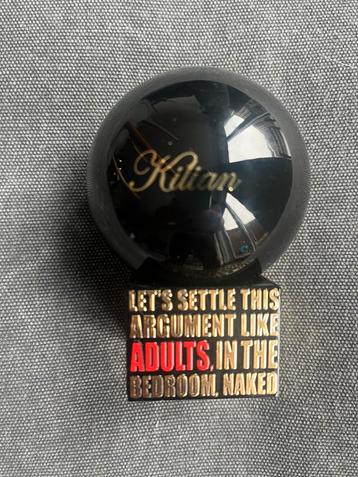 Kilian
LET'S SETTLE THIS
ARGUMENT LIKE
ADULTS, IN THE
BEDROOM, NAKED